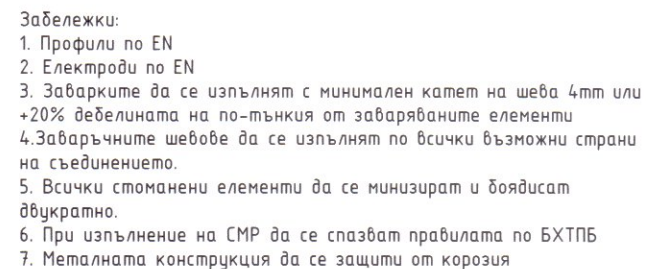 Забележки:
1. Профили по EN
2. Електроди по EN
3. Заварките да се изпълнят с минимален катет на шева 4mm или
+20% дебелината на по-тънкия от заваряваните елементи
4.Заваръчните шевове да се изпълнят по всички възможни страни
на съединението.
5. Всички стоманени елементи да се минизират и боядисат
двукратно.
6. При изпълнение на СМР да се спазват правилата по БХТПБ
7. Металната конструкция да се защити от корозия